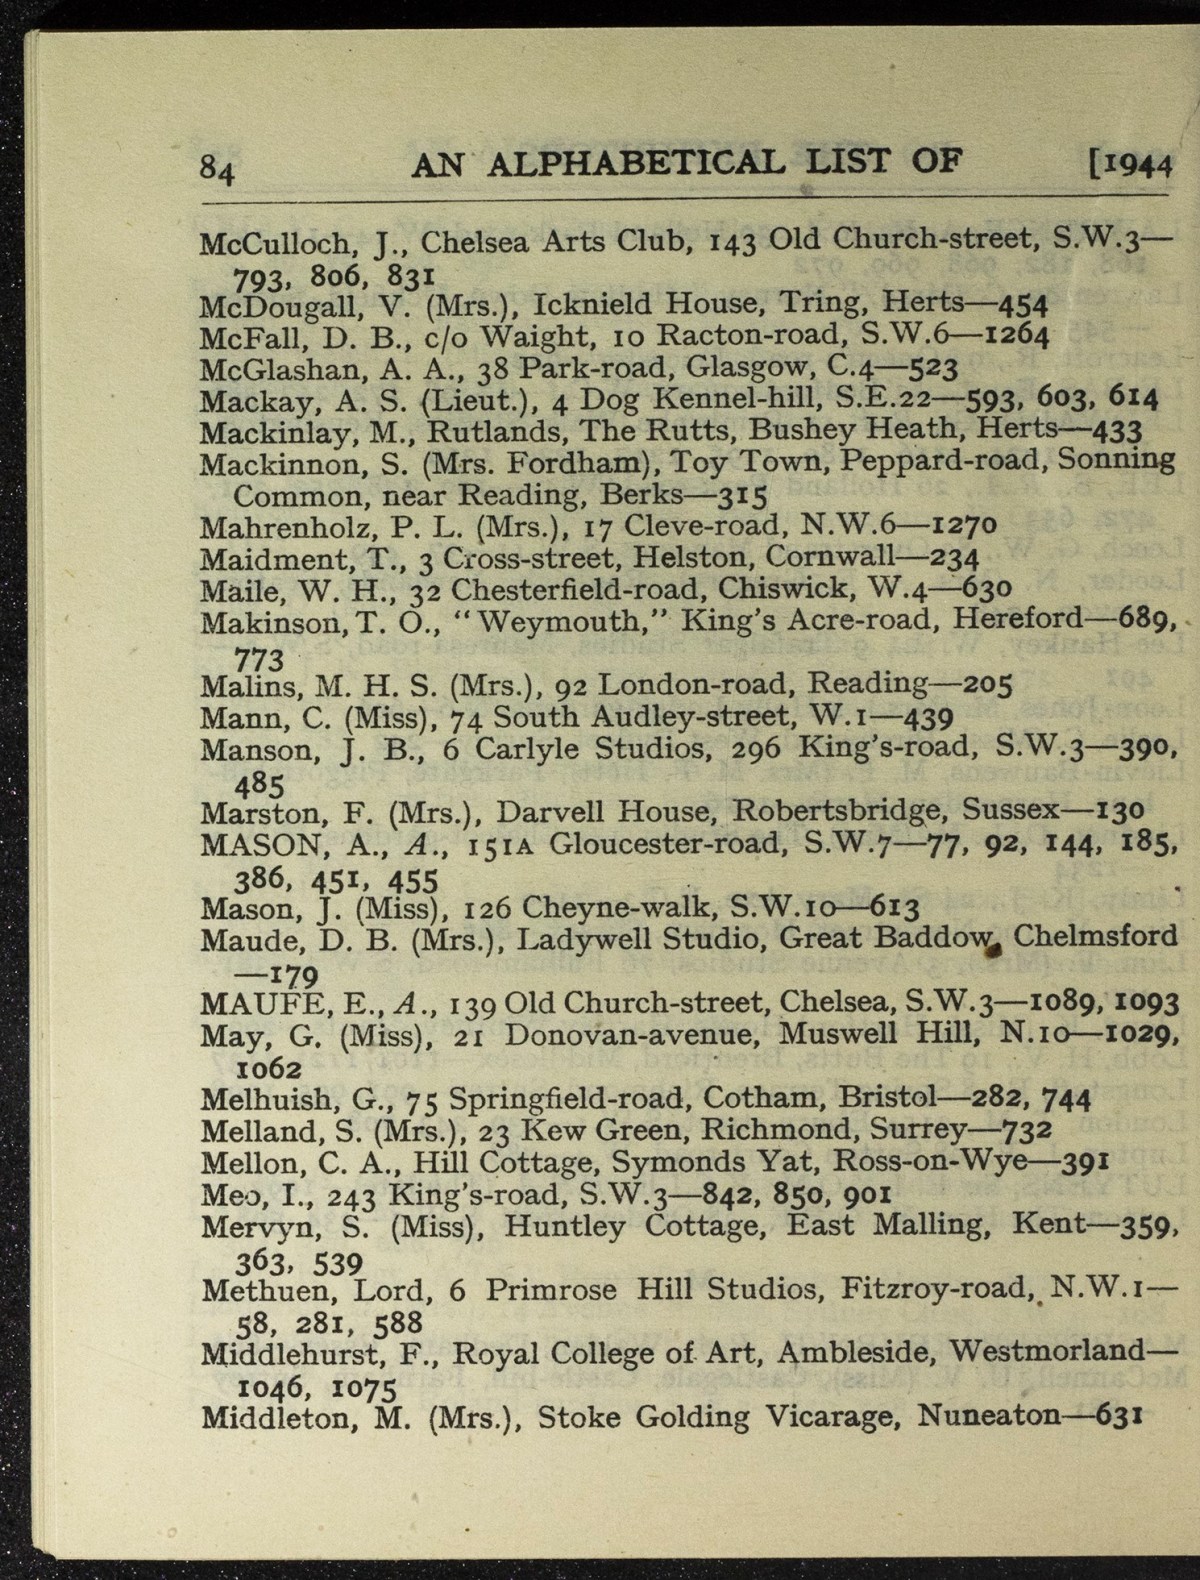 84 AN ALPHABETICAL LIST OF [1944
McCulloch, J., Chelsea Arts Club, 143 Old Church-street, S.W.3—
793, 806, 831
McDougall, V. (Mrs.), Icknield House, Tring, Herts—454
McFall, D. B., c/o Waight, 10 Racton-road, S.W.6—1264
McGlashan, A. A., 38 Park-road, Glasgow, C.4—523
Mackay, A. S. (Lieut.), 4 Dog Kennel-hill, S.E.22—593, 603, 614
Mackinlay, M., Rutlands, The Rutts, Bushey Heath, Herts—433
Mackinnon, S. (Mrs. Fordham), Toy Town, Peppard-road, Sonning
Common, near Reading, Berks—315
Mahrenholz, P. L. (Mrs.), 17 Cleve-road, N.W.6—1270
Maidment, T., 3 Cross-street, Helston, Cornwall—234
Maile, W. H., 32 Chesterfield-road, Chiswick, W.4—630
Makinson, T. O., “Weymouth,” King's Acre-road, Hereford—689,
773
Malins, M. H. S. (Mrs.), 92 London-road, Reading—205
Mann, C. (Miss), 74 South Audley-street, W.1—439
Manson, J. B., 6 Carlyle Studios, 296 King's-road, S.W.3—390,
485
Marston, F. (Mrs.), Darvell House, Robertsbridge, Sussex—130
MASON, A., A., 151A Gloucester-road, S.W.7—77, 92, 144, 185,
386, 451, 455
Mason, J. (Miss), 126 Cheyne-walk, S.W.10—613
Maude, D. B. (Mrs.), Ladywell Studio, Great Baddow, Chelmsford
—179
MAUFE, E., A., 139 Old Church-street, Chelsea, S.W.3—1089, 1093
May, G. (Miss), 21 Donovan-avenue, Muswell Hill, N.10—1029,
1062
Melhuish, G., 75 Springfield-road, Cotham, Bristol—282, 744
Melland, S. (Mrs.), 23 Kew Green, Richmond, Surrey—732
Mellon, C. A., Hill Cottage, Symonds Yat, Ross-on-Wye—391
Meo, I., 243 King's-road, S.W.3—842, 850, 901
Mervyn, S. (Miss), Huntley Cottage, East Malling, Kent—359,
363, 539
Methuen, Lord, 6 Primrose Hill Studios, Fitzroy-road, N.W.1—
58, 281, 588
Middlehurst, F., Royal College of Art, Ambleside, Westmorland—
1046, 1075
Middleton, M. (Mrs.), Stoke Golding Vicarage, Nuneaton—631